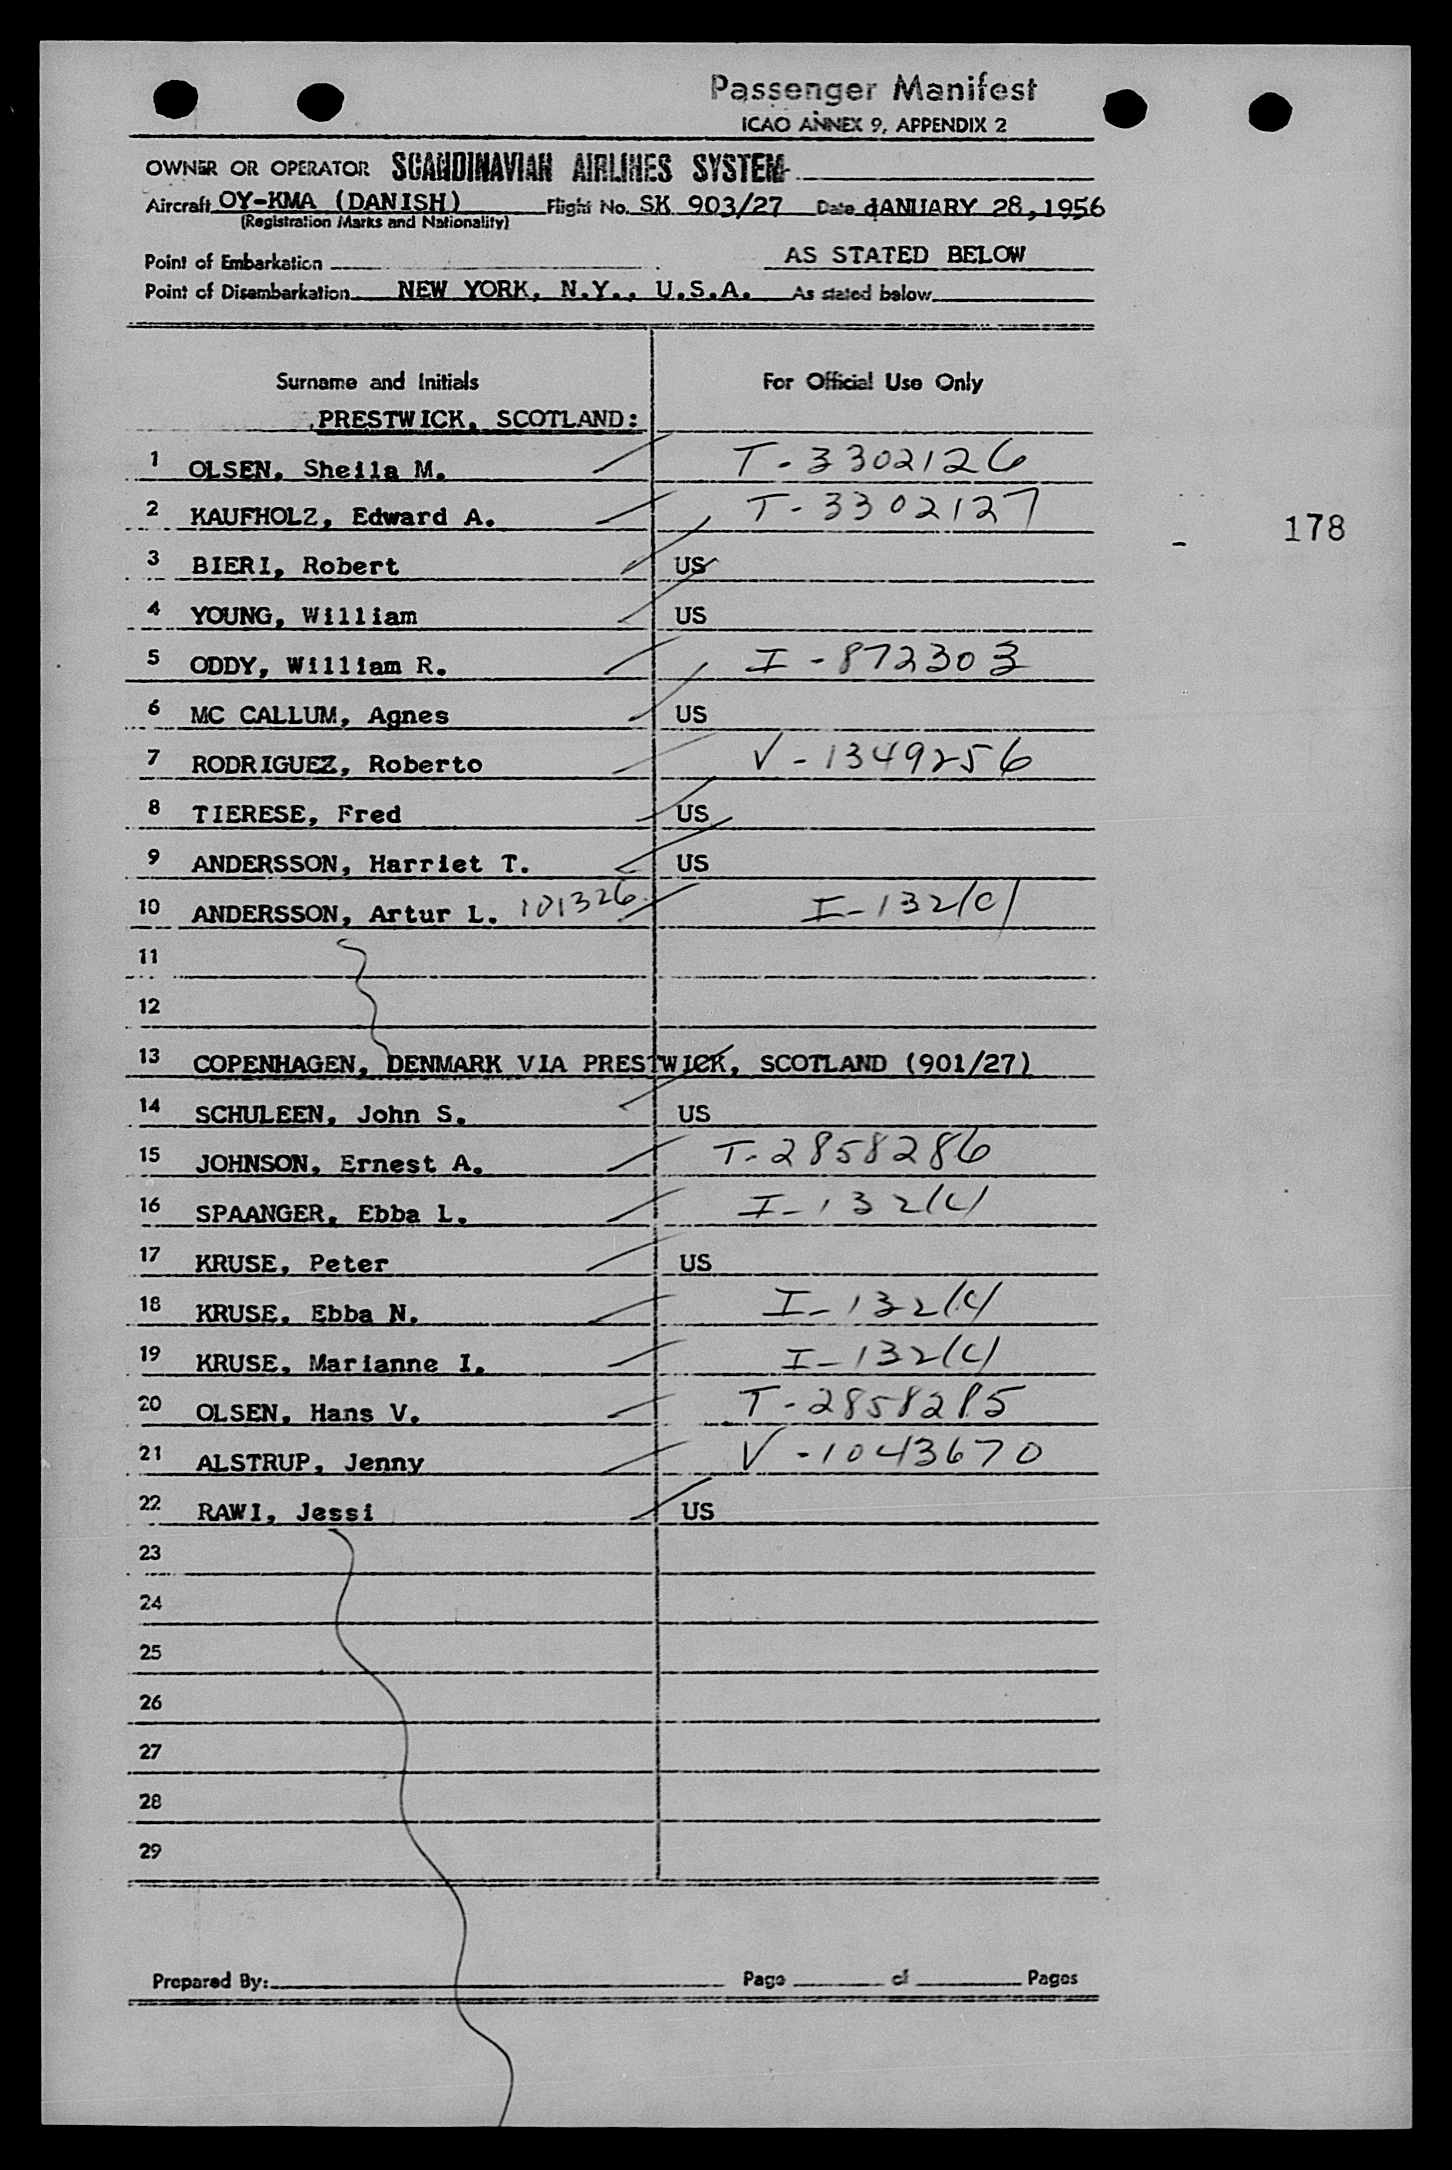 Passenger Manifest
ICAO ANNEX 9, APPENDIX 2
OWNER OR OPERATOR SCANDINAVIAN AIRLINES SYSTEM
Aircraft OY-KMA (DANISH) Flight No. SK 903/27 Date JANUARY 28, 1956
(Registration Marks and Nationality)
Point of Embarkation AS STATED BELOW
Point of Disembarkation NEW YORK, N.Y., U.S.A. As stated below
Surname and Initials For Official Use Only
PRESTWICK, SCOTLAND:
1 OLSEN, Sheila M. T-3302126
2 KAUFHOLZ, Edward A. T-3302127
178
3 BIERI, Robert US
4 YOUNG, William US
5 ODDY, William R. I-872303
6 MC CALLUM, Agnes US
7 RODRIGUEZ, Roberto V-1349256
8 TIERESE, Fred US
9 ANDERSSON, Harriet T. US
10 ANDERSSON, Artur L. 101326 I-132(c)
11
12
13 COPENHAGEN, DENMARK VIA PRESTWICK, SCOTLAND (901/27)
14 SCHULEEN, John S. US
15 JOHNSON, Ernest A. T-2858286
16 SPAANGER, Ebba L. I-132(c)
17 KRUSE, Peter US
18 KRUSE, Ebba N. I-132(c)
19 KRUSE, Marianne I. I-132(c)
20 OLSEN, Hans V. T-2858285
21 ALSTRUP, Jenny V-1043670
22 RAWI, Jessi US
23
24
25
26
27
28
29
Prepared By: Page of Pages